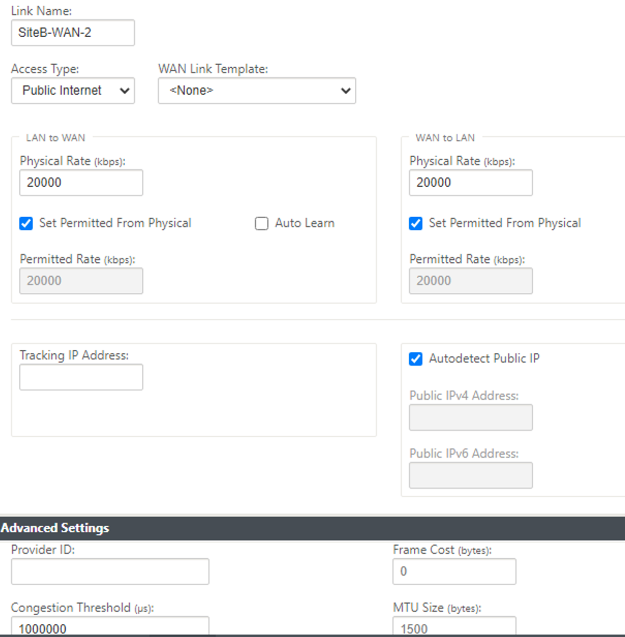 Link Name:
SiteB-WAN-2
Access Type: WAN Link Template:
Public Internet <None>
LAN to WAN WAN to LAN
Physical Rate (kbps): Physical Rate (kbps):
20000 20000
Set Permitted From Physical Auto Learn Set Permitted From Physical
Permitted Rate (kbps): Permitted Rate (kbps):
20000 20000
Tracking IP Address: Autodetect Public IP
Public IPv4 Address:
Public IPv6 Address:
Advanced Settings
Provider ID: Frame Cost (bytes):
0
Congestion Threshold (µs): MTU Size (bytes):
1000000 1500